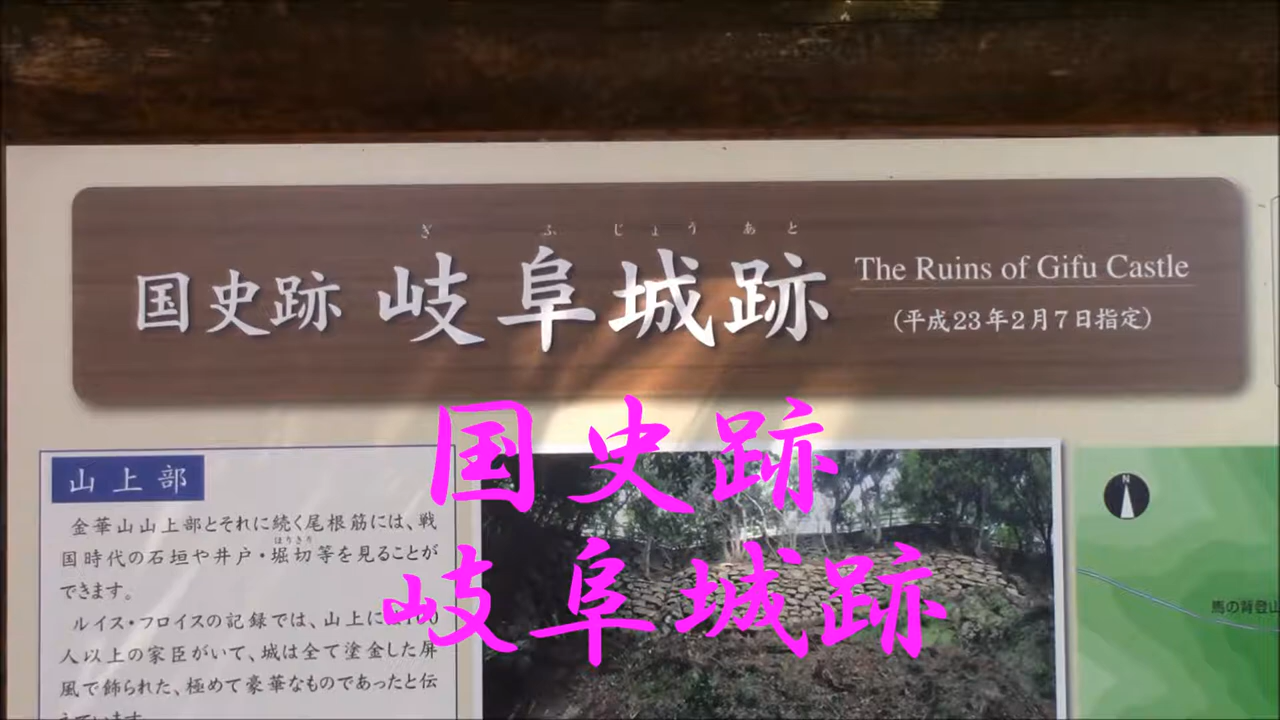 ぎふじょうあと
国史跡 岐阜城跡
The Ruins of Gifu Castle
(平成23年2月7日指定)
国史跡
岐阜城跡
山上部
金華山山上部とそれに続く尾根筋には、戦
国時代の石垣や井戸・堀切等を見ることが
ほりきり
できます。
ルイス・フロイスの記録では、山上に
人以上の家臣がいて、城は全て塗金した屏
風で飾られた、極めて豪華なものであったと伝
えています
N
馬の背登山